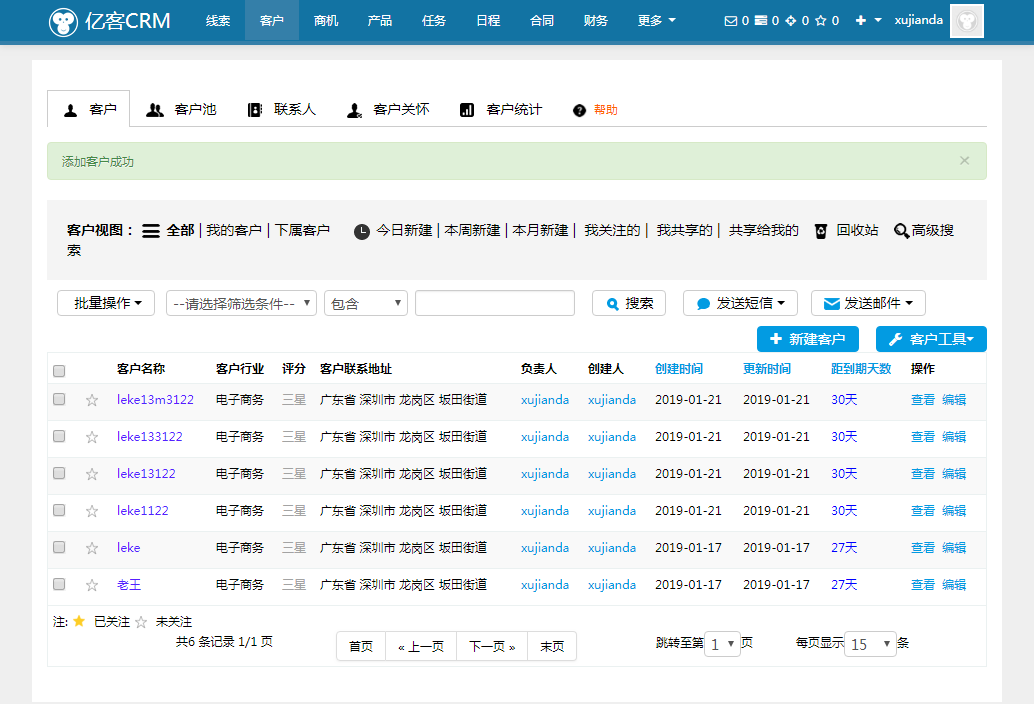 亿客CRM 线索 客户 商机 产品 任务 日程 合同 财务 更多 0 0 0 0 xujianda
客户 客户池 联系人 客户关怀 客户统计 帮助
添加客户成功 ×
客户视图： 全部 | 我的客户 | 下属客户 今日新建 | 本周新建 | 本月新建 | 我关注的 | 我共享的 | 共享给我的 回收站 高级搜
索
批量操作 --请选择筛选条件-- 包含 搜索 发送短信 发送邮件
新建客户 客户工具
客户名称 客户行业 评分 客户联系地址 负责人 创建人 创建时间 更新时间 距到期天数 操作
leke13m3122 电子商务 三星 广东省 深圳市 龙岗区 坂田街道 xujianda xujianda 2019-01-21 2019-01-21 30天 查看 编辑
leke133122 电子商务 三星 广东省 深圳市 龙岗区 坂田街道 xujianda xujianda 2019-01-21 2019-01-21 30天 查看 编辑
leke13122 电子商务 三星 广东省 深圳市 龙岗区 坂田街道 xujianda xujianda 2019-01-21 2019-01-21 30天 查看 编辑
leke1122 电子商务 三星 广东省 深圳市 龙岗区 坂田街道 xujianda xujianda 2019-01-21 2019-01-21 30天 查看 编辑
leke 电子商务 三星 广东省 深圳市 龙岗区 坂田街道 xujianda xujianda 2019-01-17 2019-01-17 27天 查看 编辑
老王 电子商务 三星 广东省 深圳市 龙岗区 坂田街道 xujianda xujianda 2019-01-17 2019-01-17 27天 查看 编辑
注: 已关注 未关注
共6 条记录 1/1 页 首页 « 上一页 下一页 » 末页 跳转至第 1 页 每页显示 15 条